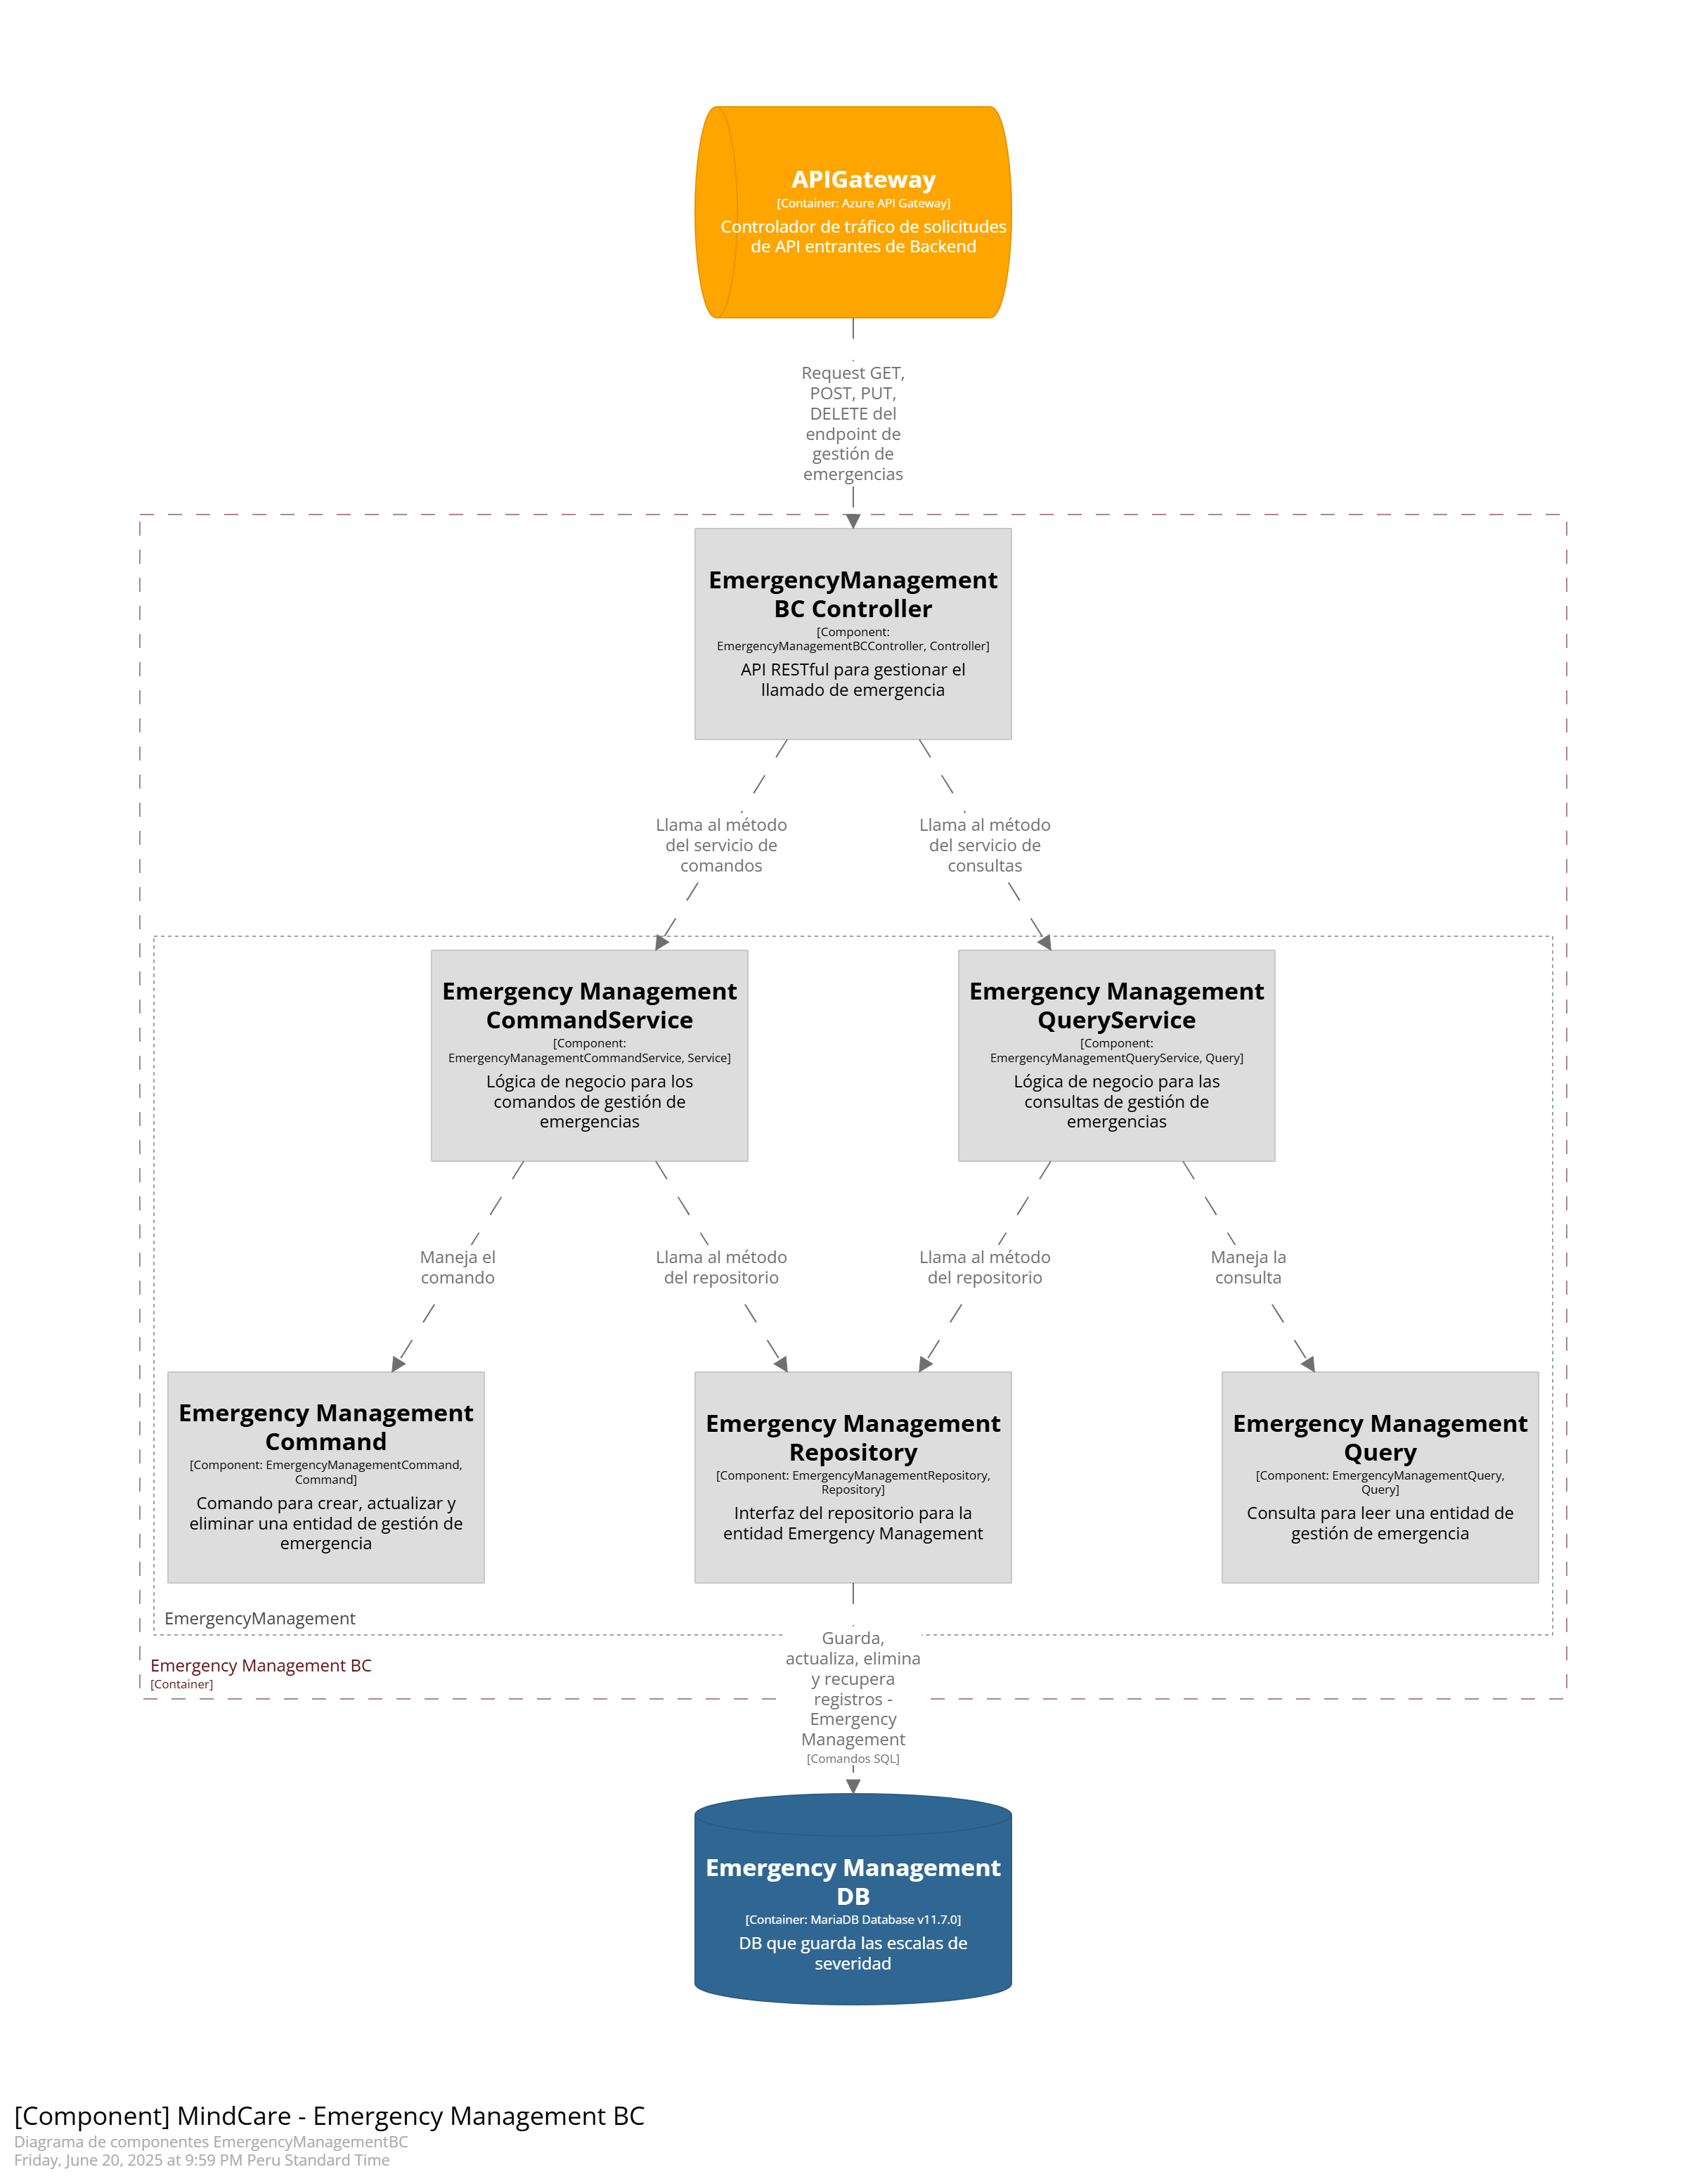 APIGateway
[Container: Azure API Gateway]
Controlador de tráfico de solicitudes
de API entrantes de Backend
Request GET,
POST, PUT,
DELETE del
endpoint de
gestión de
emergencias
EmergencyManagement
BC Controller
[Component:
EmergencyManagementBCController, Controller]
API RESTful para gestionar el
llamado de emergencia
Llama al método
del servicio de
comandos
Llama al método
del servicio de
consultas
Emergency Management
CommandService
[Component:
EmergencyManagementCommandService, Service]
Lógica de negocio para los
comandos de gestión de
emergencias
Emergency Management
QueryService
[Component:
EmergencyManagementQueryService, Query]
Lógica de negocio para las
consultas de gestión de
emergencias
Maneja el
comando
Llama al método
del repositorio
Llama al método
del repositorio
Maneja la
consulta
Emergency Management
Command
[Component: EmergencyManagementCommand,
Command]
Comando para crear, actualizar y
eliminar una entidad de gestión de
emergencia
Emergency Management
Repository
[Component: EmergencyManagementRepository,
Repository]
Interfaz del repositorio para la
entidad Emergency Management
Emergency Management
Query
[Component: EmergencyManagementQuery,
Query]
Consulta para leer una entidad de
gestión de emergencia
EmergencyManagement
Emergency Management BC
[Container]
Guarda,
actualiza, elimina
y recupera
registros -
Emergency
Management
[Comandos SQL]
Emergency Management
DB
[Container: MariaDB Database v11.7.0]
DB que guarda las escalas de
severidad
[Component] MindCare - Emergency Management BC
Diagrama de componentes EmergencyManagementBC
Friday, June 20, 2025 at 9:59 PM Peru Standard Time